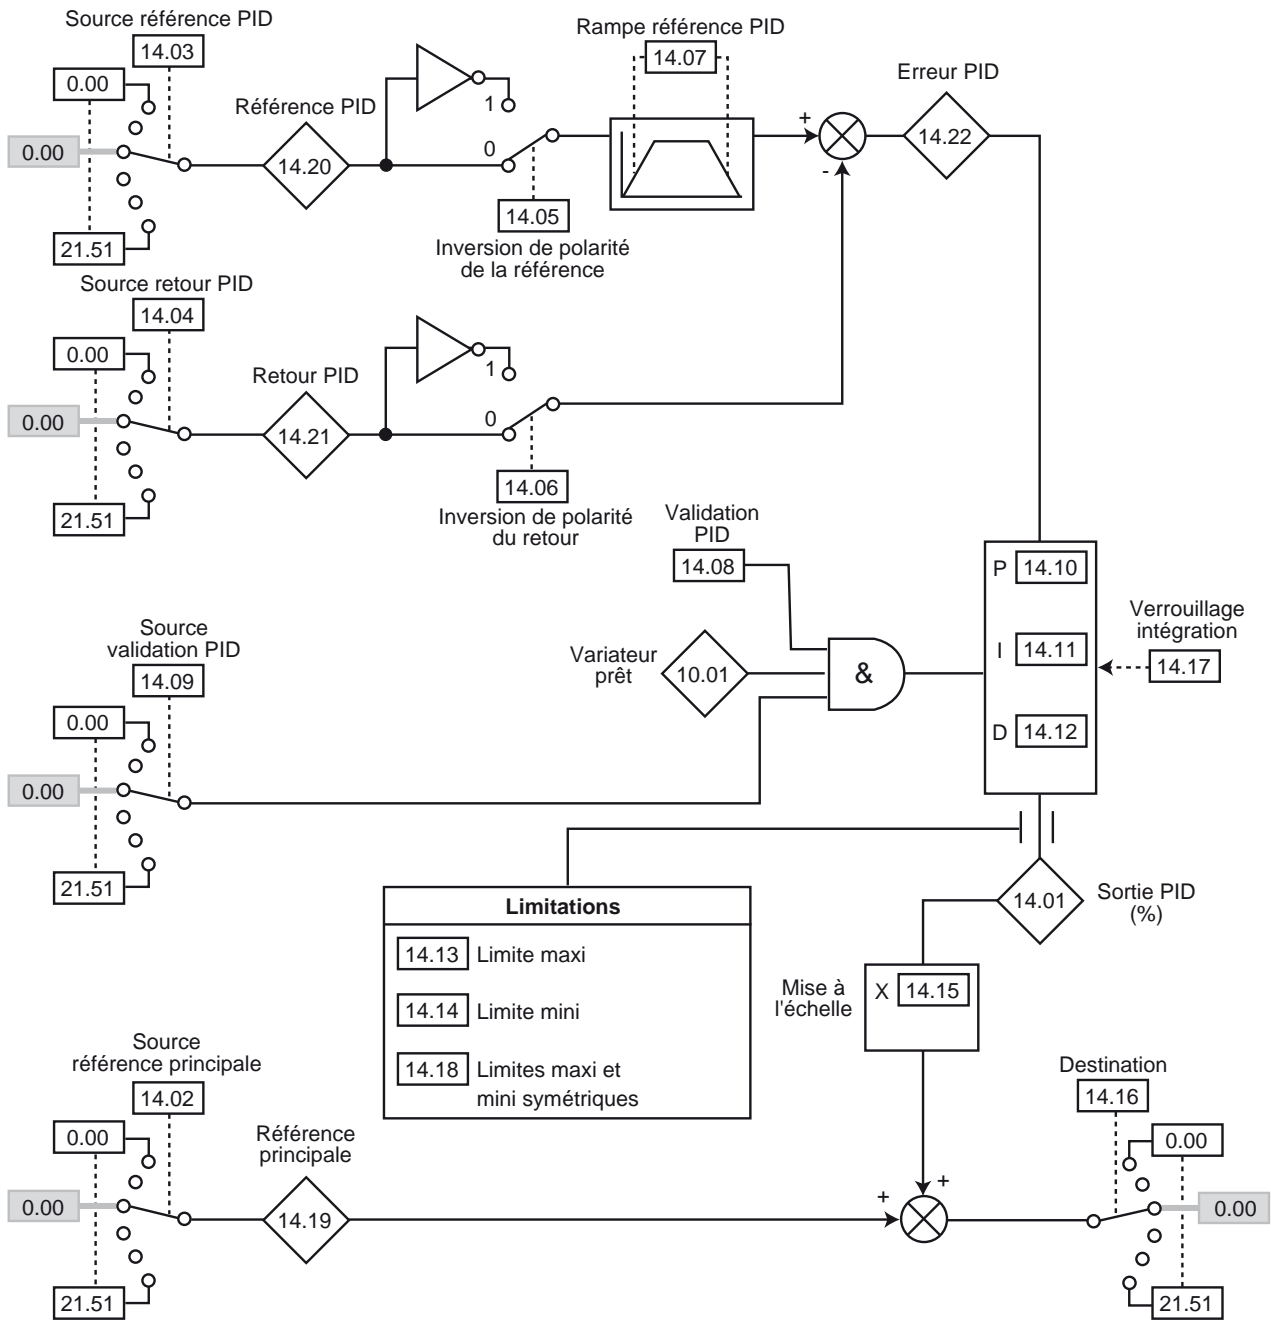 Source référence PID
14.03
0.00
0.00
21.51
Référence PID
14.20
1
0
14.05
Inversion de polarité
de la référence
Rampe référence PID
14.07
+
-
Erreur PID
14.22
Source retour PID
14.04
0.00
0.00
21.51
Retour PID
14.21
1
0
14.06
Inversion de polarité
du retour
Validation
PID
14.08
Variateur
prêt
10.01
&
P 14.10
I 14.11
D 14.12
Verrouillage
intégration
14.17
Source
validation PID
14.09
0.00
0.00
21.51
Limitations
14.13 Limite maxi
14.14 Limite mini
14.18 Limites maxi et
mini symétriques
14.01
Sortie PID
(%)
Mise à
l'échelle
X 14.15
Source
référence principale
14.02
0.00
0.00
21.51
Référence
principale
14.19
+
+
Destination
14.16
0.00
0.00
21.51